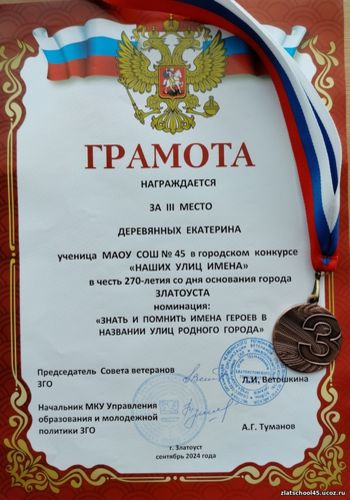 ГРАМОТА
НАГРАЖДАЕТСЯ
ЗА III МЕСТО
ДЕРЕВЯННЫХ ЕКАТЕРИНА
ученица МАОУ СОШ № 45 в городском конкурсе
«НАШИХ УЛИЦ ИМЕНА»
в честь 270-летия со дня основания города
ЗЛАТОУСТА
номинация:
«ЗНАТЬ И ПОМНИТЬ ИМЕНА ГЕРОЕВ В
НАЗВАНИИ УЛИЦ РОДНОГО ГОРОДА»
3
Председатель Совета ветеранов
ЗГО
Л.И. Ветошкина
Начальник МКУ Управления
образования и молодежной
политики ЗГО
А.Г. Туманов
г. Златоуст
сентябрь 2024 года
zlatschool45.ucoz.ru